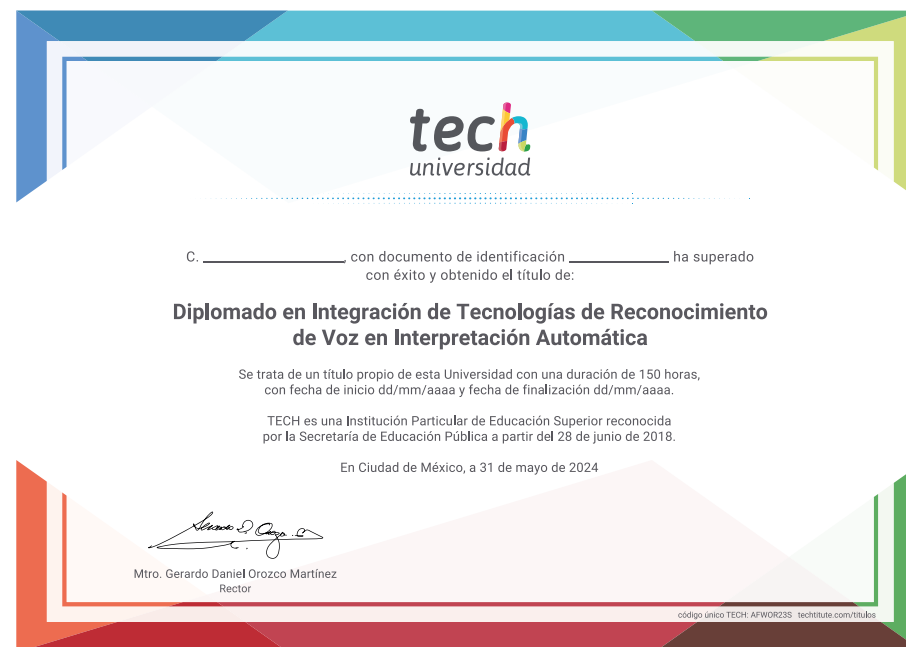 tech
universidad
C. ____________, con documento de identificación ____________ ha superado
con éxito y obtenido el título de:
Diplomado en Integración de Tecnologías de Reconocimiento
de Voz en Interpretación Automática
Se trata de un título propio de esta Universidad con una duración de 150 horas,
con fecha de inicio dd/mm/aaaa y fecha de finalización dd/mm/aaaa.
TECH es una Institución Particular de Educación Superior reconocida
por la Secretaría de Educación Pública a partir del 28 de junio de 2018.
En Ciudad de México, a 31 de mayo de 2024
Mtro. Gerardo Daniel Orozco Martínez
Rector
código único TECH: AFWOR23S techtitute.com/titulos